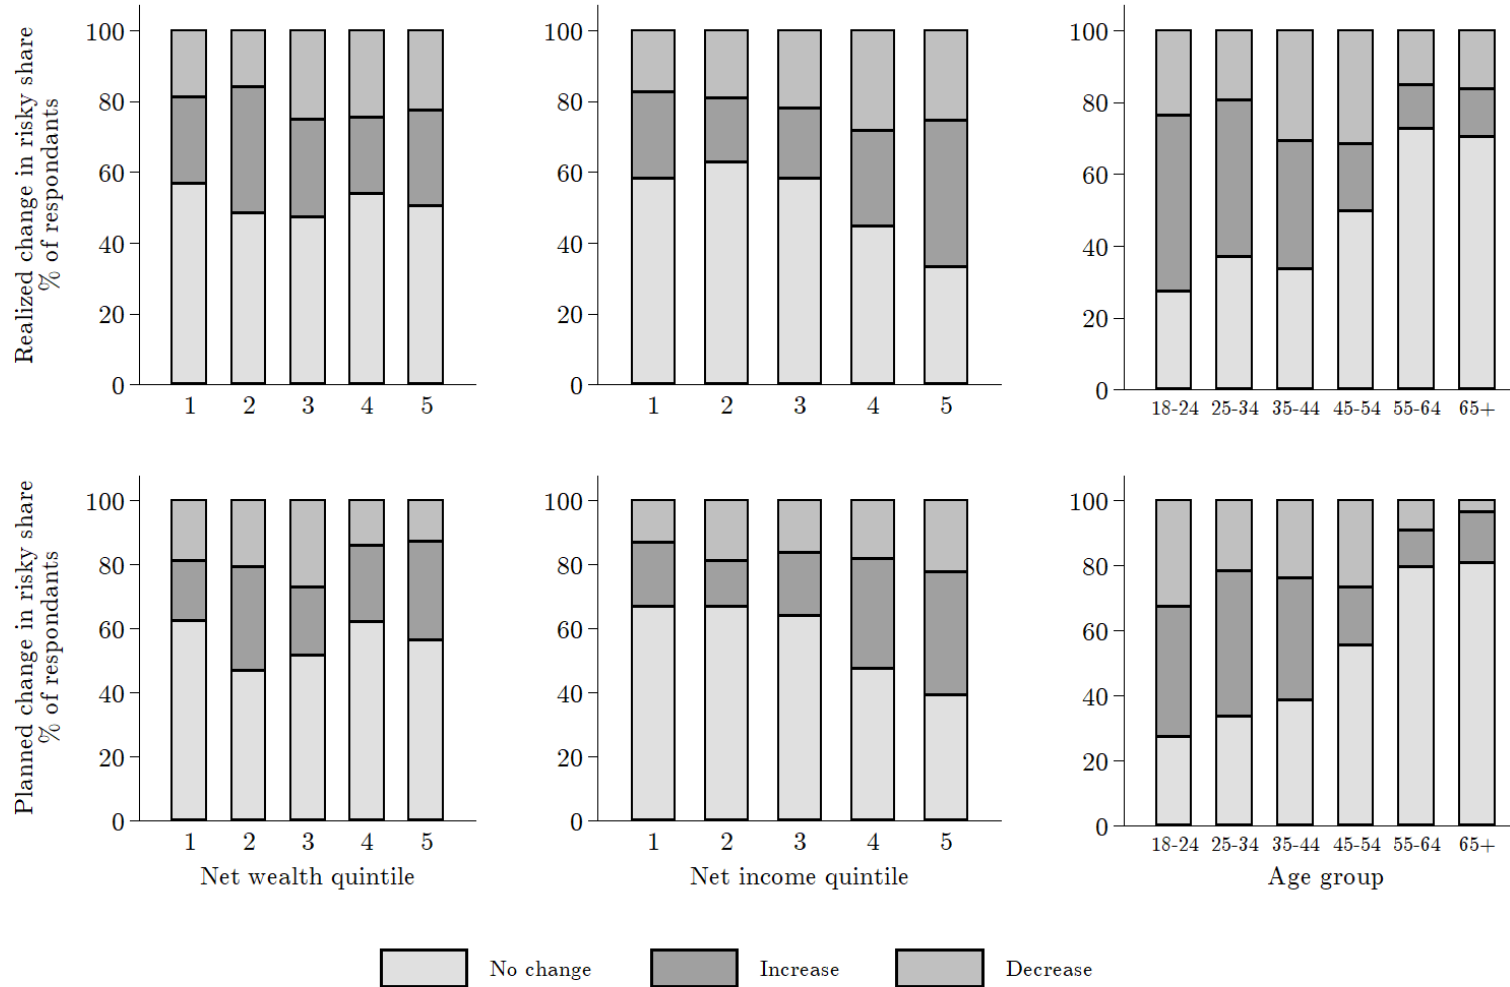 Realized change in risky share
% of respondants
100
80
60
40
20
0
1 2 3 4 5
100
80
60
40
20
0
1 2 3 4 5
100
80
60
40
20
0
18-24 25-34 35-44 45-54 55-64 65+
Planned change in risky share
% of respondants
100
80
60
40
20
0
1 2 3 4 5
Net wealth quintile
100
80
60
40
20
0
1 2 3 4 5
Net income quintile
100
80
60
40
20
0
18-24 25-34 35-44 45-54 55-64 65+
Age group
No change Increase Decrease